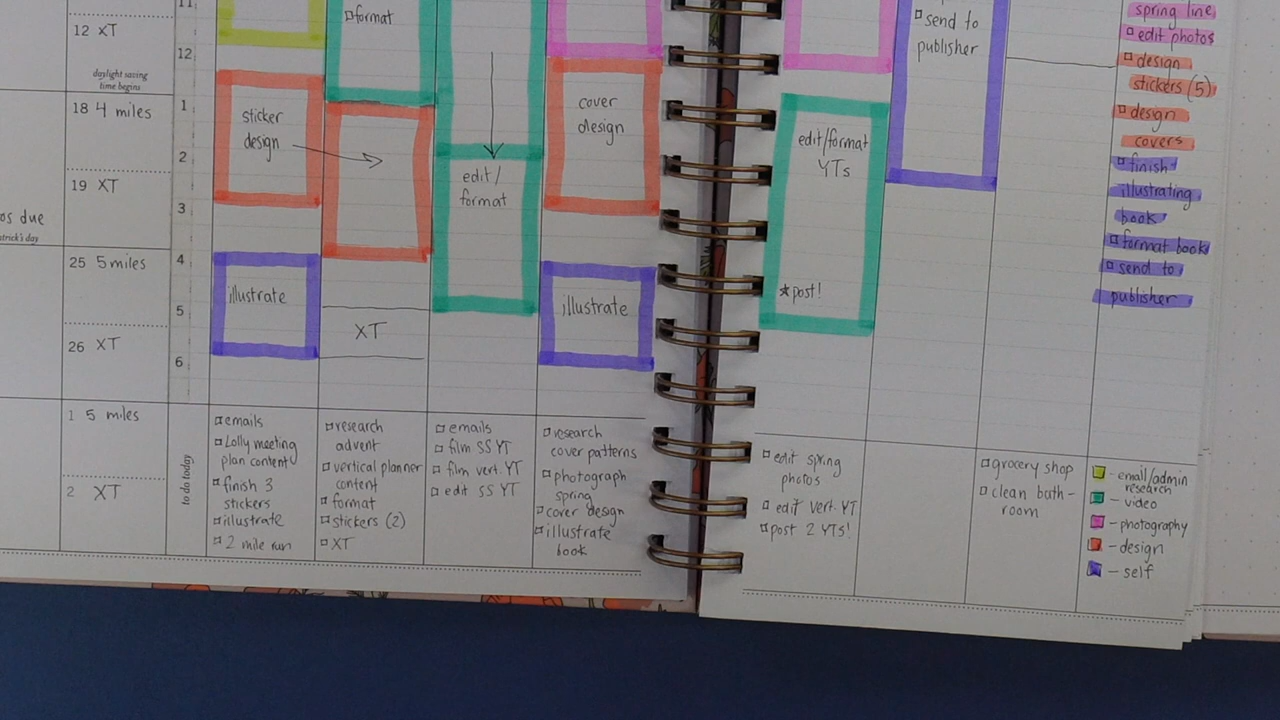 11
12 XT
12
daylight saving
time begins
18 4 miles
1
2
19 XT
3
os due
trick's day
25 5 miles
4
5
26 XT
6
1 5 miles
2 XT
to do today
sticker
design
illustrate
emails
Lolly meeting
plan content
finish 3
stickers
illustrate
2 mile run
format
XT
research
advent
vertical planner
content
format
stickers (2)
XT
edit/
format
emails
film SS YT
film vert. YT
edit SS YT
cover
design
illustrate
research
cover patterns
photograph
spring
cover design
illustrate
book
edit/format
YTs
*post!
edit spring
photos
edit vert. YT
post 2 YTs!
send to
publisher
grocery shop
clean bath-
room
spring line
edit photos
design
stickers (5)
design
covers
finish
illustrating
book
format book
send to
publisher
- email/admin
research
- video
- photography
- design
- self